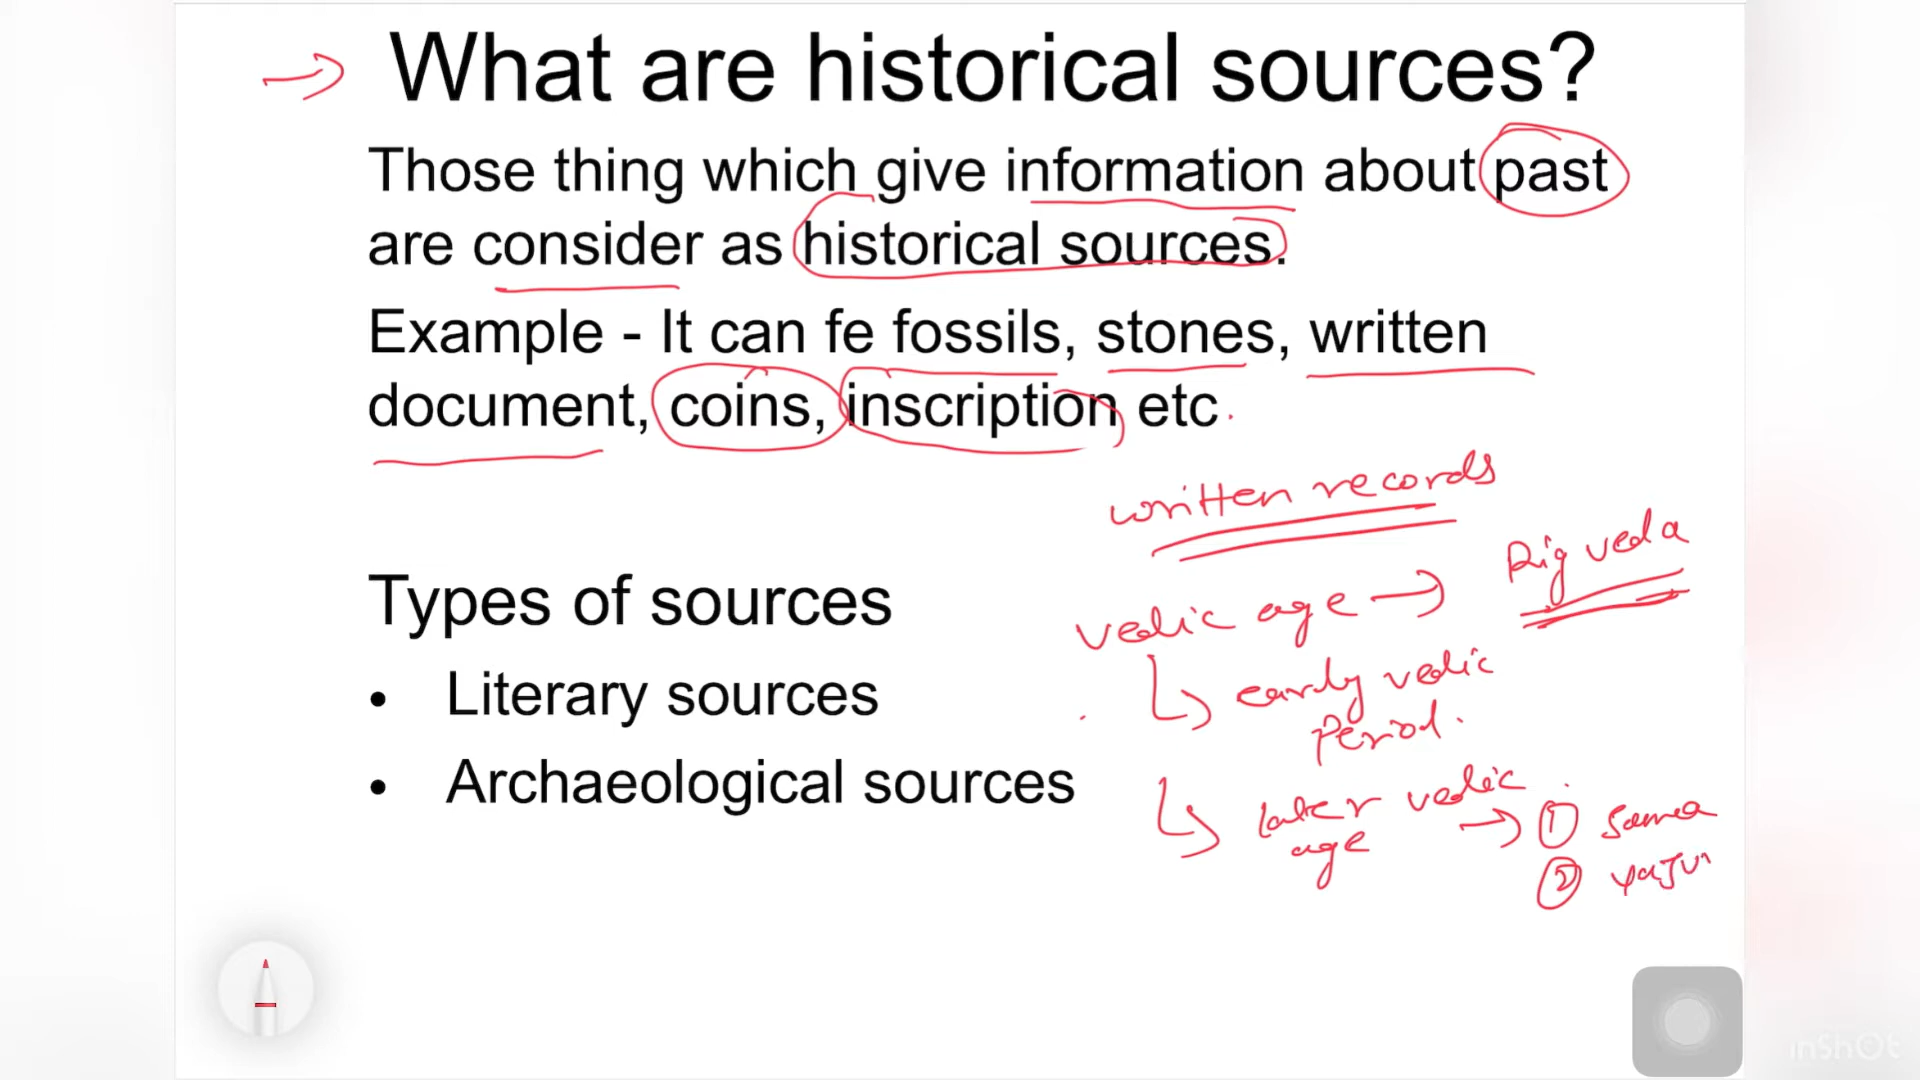 What are historical sources?
Those thing which give information about past
are consider as historical sources.
Example - It can fe fossils, stones, written
document, coins, inscription etc
written records
Rig veda
vedic age
early vedic
Period.
Types of sources
• Literary sources
• Archaeological sources
later vedic
age
① Sama
② yajur
InShOt